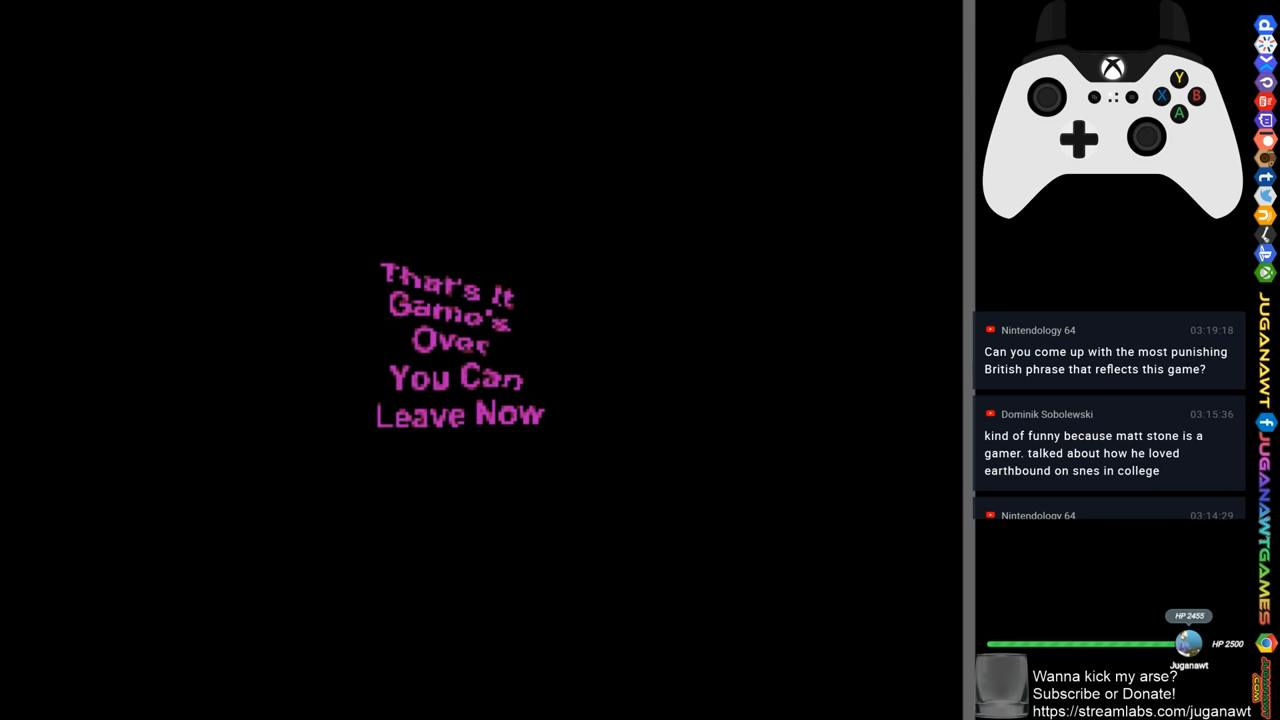 That's It
Game's
Over
You Can
Leave Now
Y
X
B
A
Nintendology 64
03:19:18
Can you come up with the most punishing
British phrase that reflects this game?
Dominik Sobolewski
03:15:36
kind of funny because matt stone is a
gamer. talked about how he loved
earthbound on snes in college
Nintendology 64
03:14:29
HP 2455
HP 2500
Juganawt
Wanna kick my arse?
Subscribe or Donate!
https://streamlabs.com/juganawt
JUGANAWT
JUGANAWTGAMES
JUGANAWT
.COM